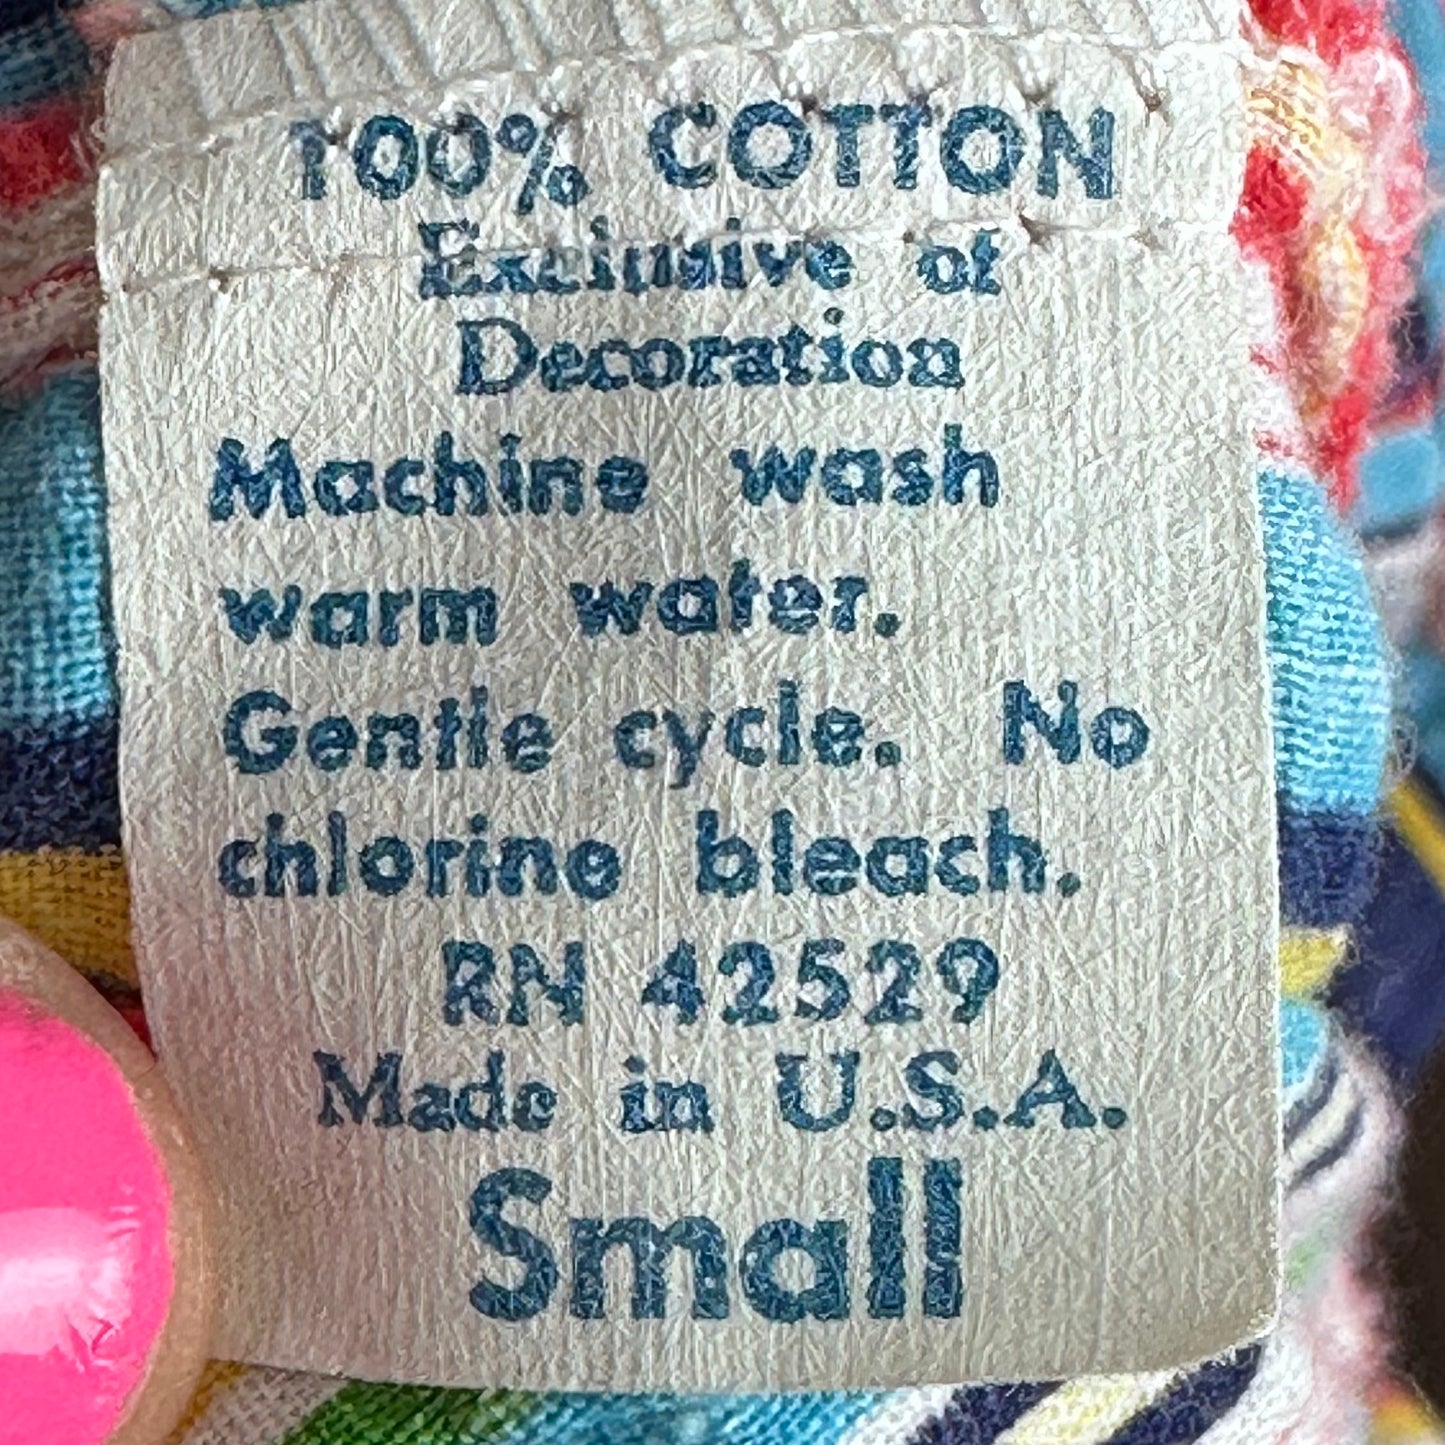 100% COTTON
Exclusive of
Decoration
Machine wash
warm water.
Gentle cycle. No
chlorine bleach.
RN 42529
Made in U.S.A.
Small